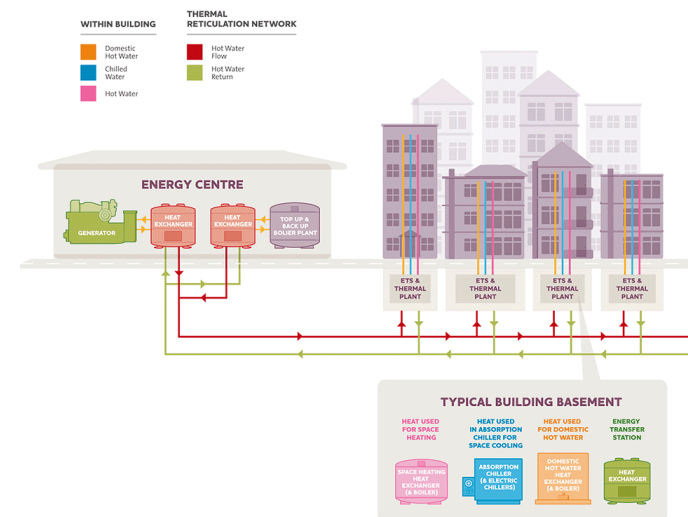 WITHIN BUILDING
Domestic
Hot Water
Chilled
Water
Hot Water
THERMAL
RETICULATION NETWORK
Hot Water
Flow
Hot Water
Return
ENERGY CENTRE
GENERATOR
HEAT
EXCHANGER
HEAT
EXCHANGER
TOP UP &
BACK UP
BOLIER PLANT
ETS &
THERMAL
PLANT
ETS &
THERMAL
PLANT
ETS &
THERMAL
PLANT
ETS &
THERMAL
PLANT
TYPICAL BUILDING BASEMENT
HEAT USED
FOR SPACE
HEATING
HEAT USED
IN ABSORPTION
CHILLER FOR
SPACE COOLING
HEAT USED
FOR DOMESTIC
HOT WATER
ENERGY
TRANSFER
STATION
SPACE HEATING
HEAT
EXCHANGER
(& BOILER)
ABSORPTION
CHILLER
(& ELECTRIC
CHILLERS)
DOMESTIC
HOT WATER
HEAT
EXCHANGER
(& BOILER)
HEAT
EXCHANGER